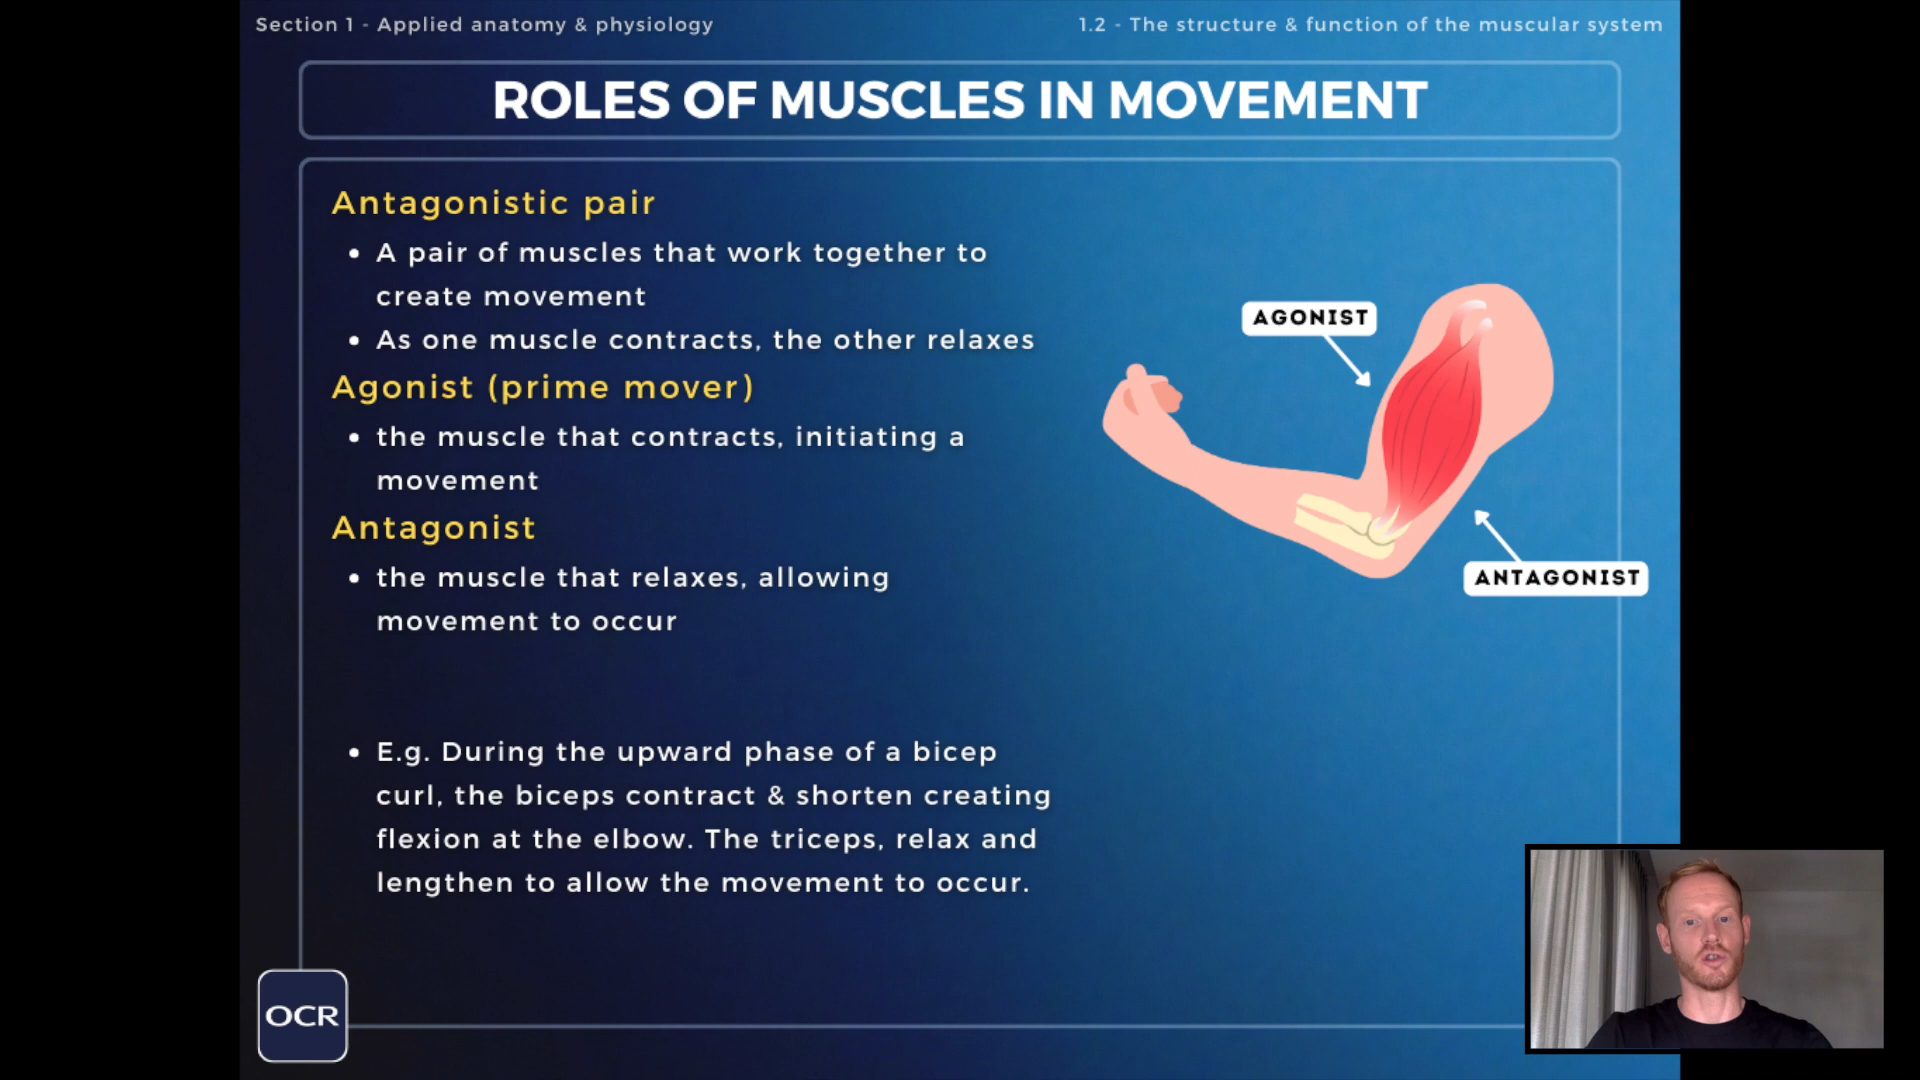 Section 1 - Applied anatomy & physiology
1.2 - The structure & function of the muscular system
ROLES OF MUSCLES IN MOVEMENT
Antagonistic pair
• A pair of muscles that work together to
create movement
• As one muscle contracts, the other relaxes
Agonist (prime mover)
• the muscle that contracts, initiating a
movement
Antagonist
• the muscle that relaxes, allowing
movement to occur
• E.g. During the upward phase of a bicep
curl, the biceps contract & shorten creating
flexion at the elbow. The triceps, relax and
lengthen to allow the movement to occur.
AGONIST
ANTAGONIST
OCR